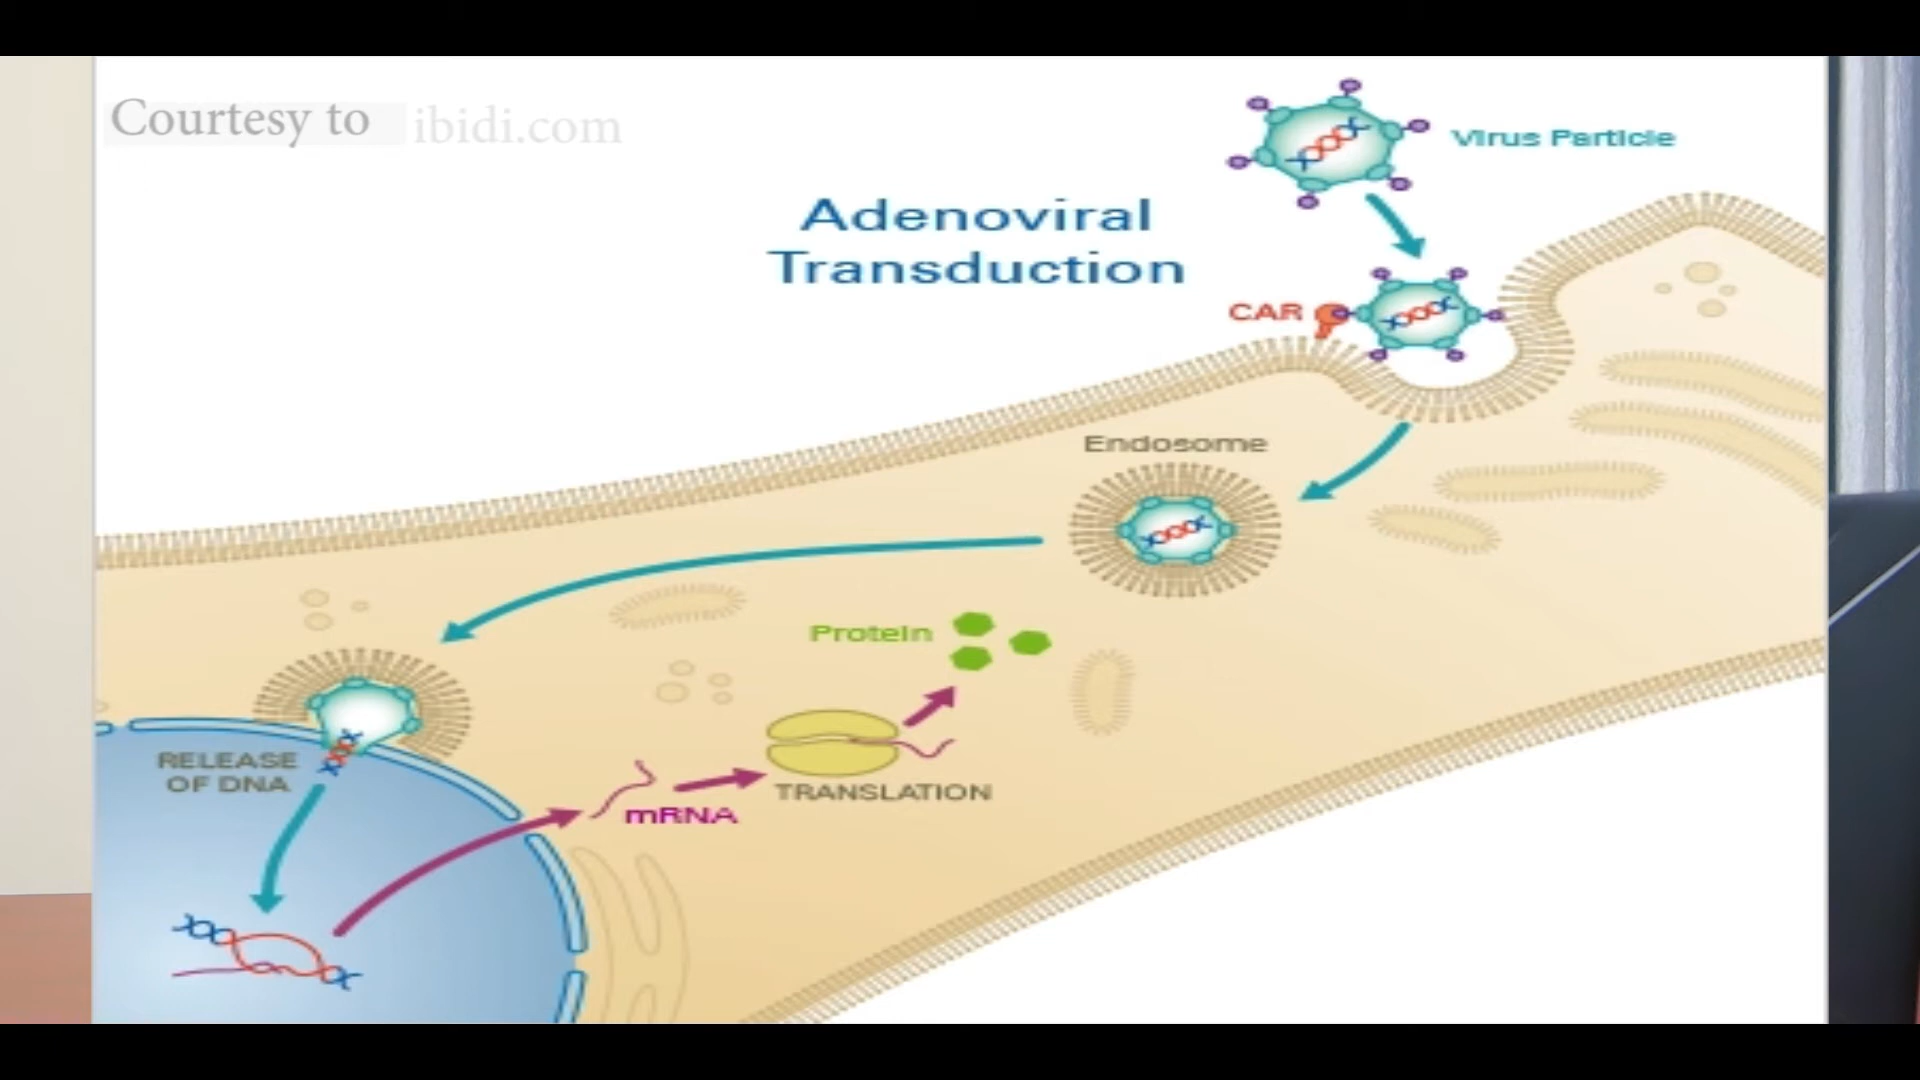 Courtesy to ibidi.com
Virus Particle
Adenoviral
Transduction
CAR
Endosome
Protein
RELEASE
OF DNA
TRANSLATION
mRNA